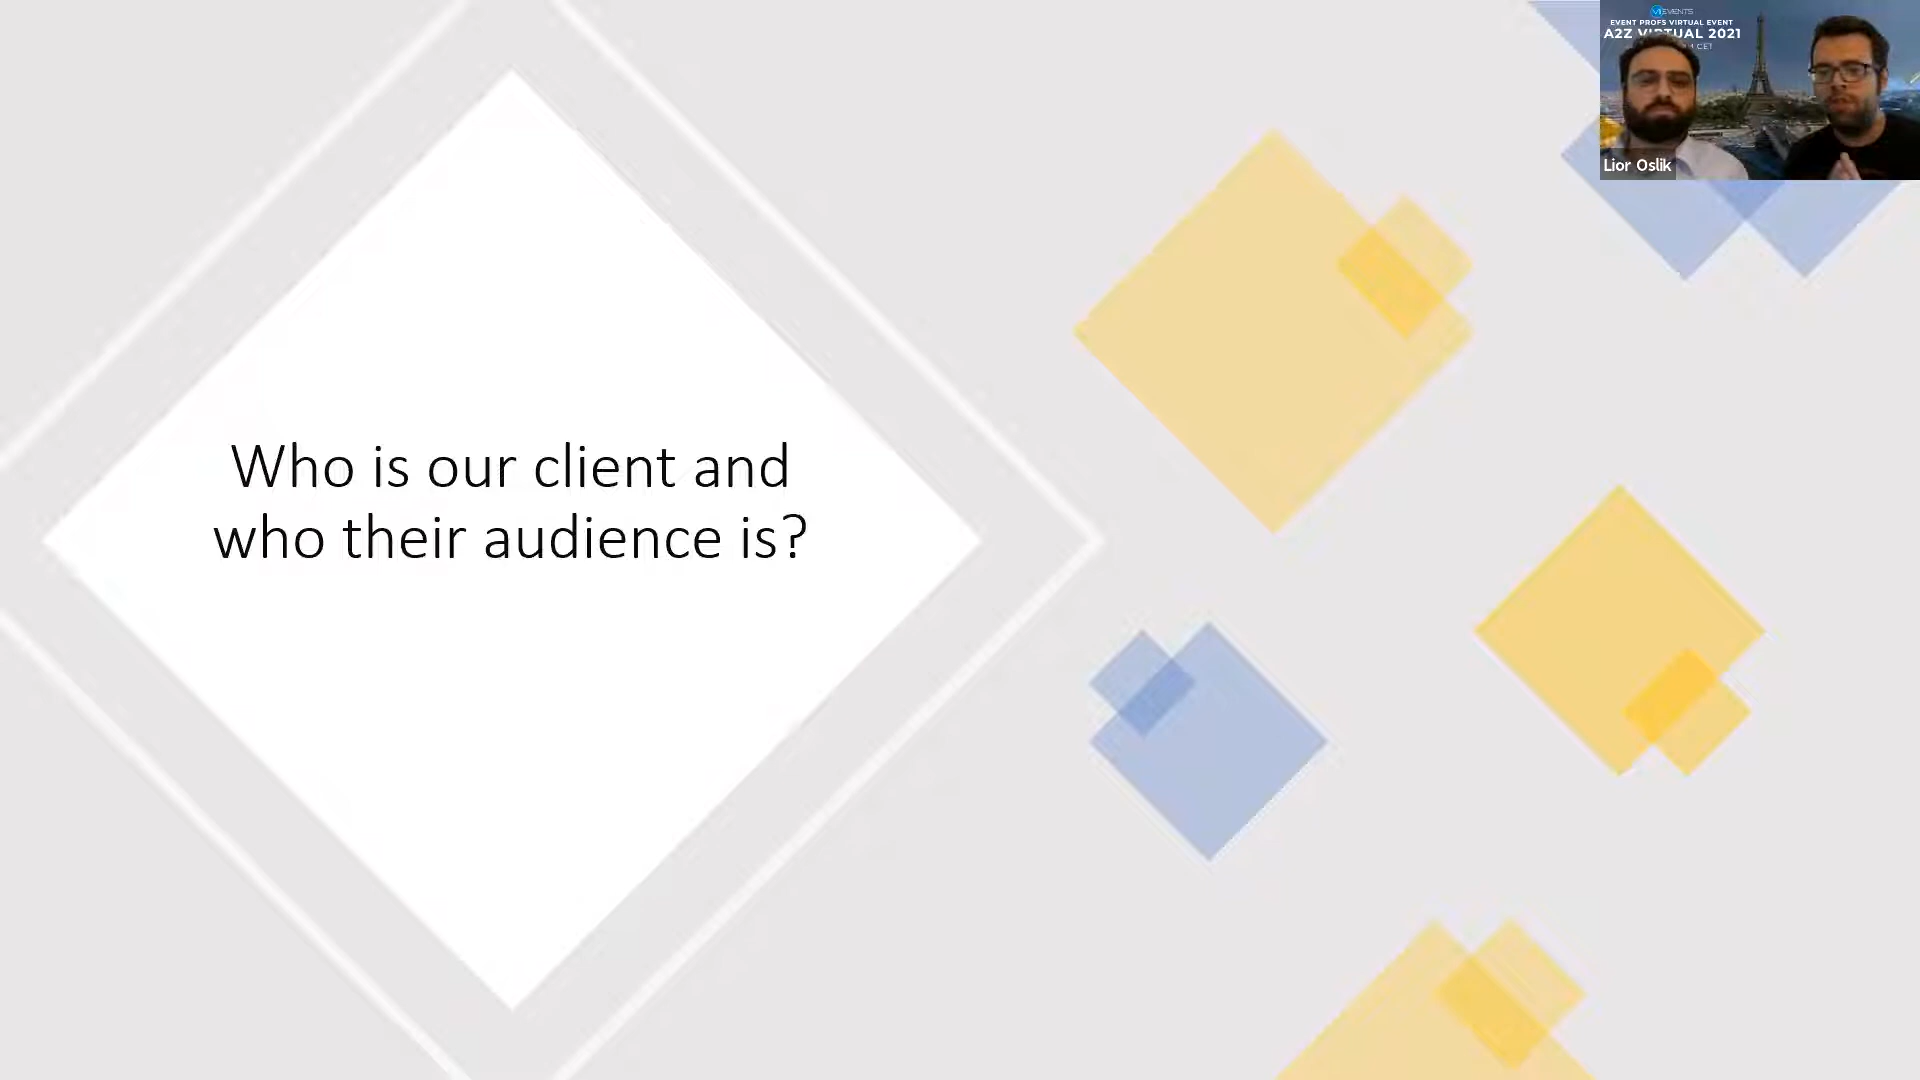 Who is our client and
who their audience is?
EVENTS
EVENT PROFS VIRTUAL EVENT
A2Z VIRTUAL 2021
CET
Lior Oslik